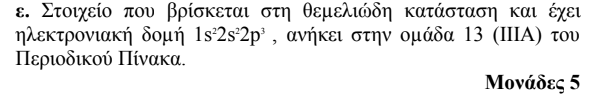 ε. Στοιχείο που βρίσκεται στη θεμελιώδη κατάσταση και έχει
ηλεκτρονιακή δομή 1s²2s²2p³ , ανήκει στην ομάδα 13 (IIIA) του
Περιοδικού Πίνακα.
Μονάδες 5